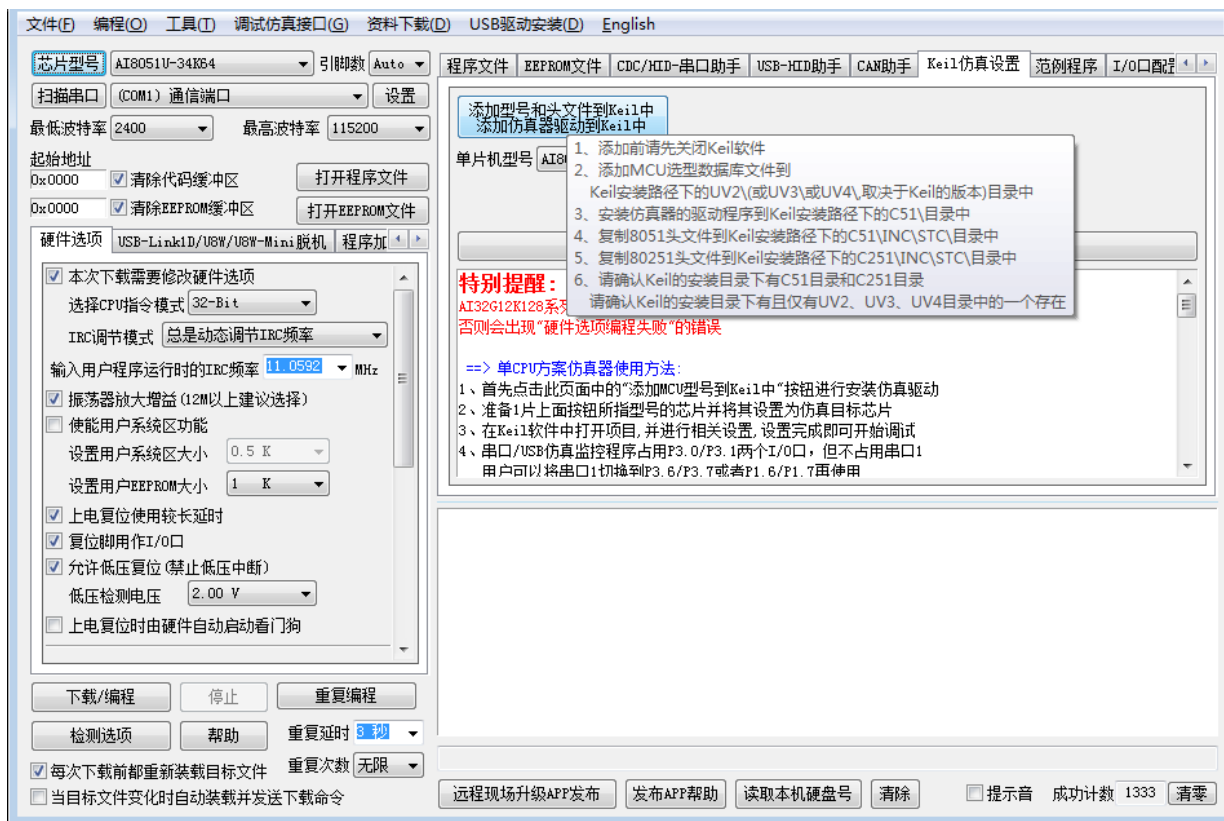 文件(F) 编程(O) 工具(T) 调试仿真接口(G) 资料下载(D) USB驱动安装(D) English
芯片型号 AI8051U-34K64 引脚数 Auto
扫描串口 (COM1) 通信端口 设置
最低波特率 2400 最高波特率 115200
起始地址
0x0000 清除代码缓冲区 打开程序文件
0x0000 清除EEPROM缓冲区 打开EEPROM文件
硬件选项 USB-Link1D/U8W/U8W-Mini脱机 程序加
本次下载需要修改硬件选项
选择CPU指令模式 32-Bit
IRC调节模式 总是动态调节IRC频率
输入用户程序运行时的IRC频率 11.0592 MHz
振荡器放大增益(12M以上建议选择)
使能用户系统区功能
设置用户系统区大小 0.5 K
设置用户EEPROM大小 1 K
上电复位使用较长延时
复位脚用作I/O口
允许低压复位(禁止低压中断)
低压检测电压 2.00 V
上电复位时由硬件自动启动看门狗
下载/编程 停止 重复编程
检测选项 帮助 重复延时 3 秒
每次下载前都重新装载目标文件 重复次数 无限
当目标文件变化时自动装载并发送下载命令
程序文件 EEPROM文件 CDC/HID-串口助手 USB-HID助手 CAN助手 Keil仿真设置 范例程序 I/O口配
添加型号和头文件到Keil中
添加仿真器驱动到Keil中
单片机型号 AI8
1、添加前请先关闭Keil软件
2、添加MCU选型数据库文件到
Keil安装路径下的UV2\(或UV3\或UV4\,取决于Keil的版本)目录中
3、安装仿真器的驱动程序到Keil安装路径下的C51\目录中
4、复制8051头文件到Keil安装路径下的C51\INC\STC\目录中
5、复制80251头文件到Keil安装路径下的C251\INC\STC\目录中
6、请确认Keil的安装目录下有C51目录和C251目录
请确认Keil的安装目录下有且仅有UV2、UV3、UV4目录中的一个存在
特别提醒:
AI32G12K128系
否则会出现"硬件选项编程失败"的错误
==> 单CPU方案仿真器使用方法:
1、首先点击此页面中的"添加MCU型号到Keil中"按钮进行安装仿真驱动
2、准备1片上面按钮所指型号的芯片并将其设置为仿真目标芯片
3、在Keil软件中打开项目,并进行相关设置,设置完成即可开始调试
4、串口/USB仿真监控程序占用P3.0/P3.1两个I/O口，但不占用串口1
用户可以将串口1切换到P3.6/P3.7或者P1.6/P1.7再使用
远程现场升级APP发布 发布APP帮助 读取本机硬盘号 清除 提示音 成功计数 1333 清零